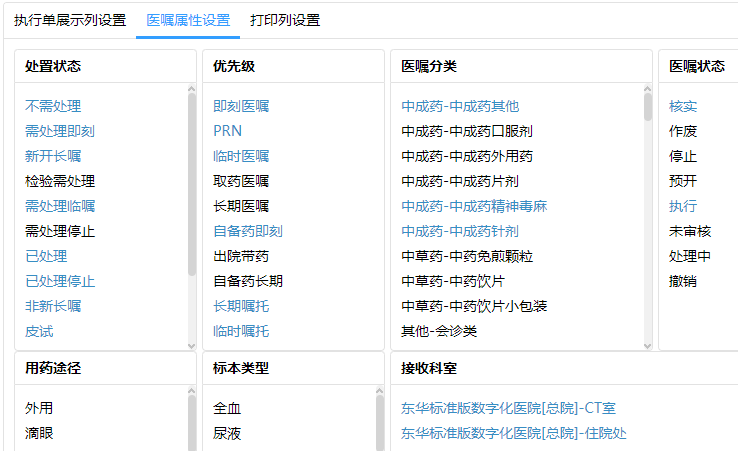 执行单展示列设置 医嘱属性设置 打印列设置
处置状态
不需处理
需处理即刻
新开长嘱
检验需处理
需处理临嘱
需处理停止
已处理
已处理停止
非新长嘱
皮试
优先级
即刻医嘱
PRN
临时医嘱
取药医嘱
长期医嘱
自备药即刻
出院带药
自备药长期
长期嘱托
临时嘱托
医嘱分类
中成药-中成药其他
中成药-中成药口服剂
中成药-中成药外用药
中成药-中成药片剂
中成药-中成药精神毒麻
中成药-中成药针剂
中草药-中药免煎颗粒
中草药-中药饮片
中草药-中药饮片小包装
其他-会诊类
医嘱状态
核实
作废
停止
预开
执行
未审核
处理中
撤销
用药途径
外用
滴眼
标本类型
全血
尿液
接收科室
东华标准版数字化医院[总院]-CT室
东华标准版数字化医院[总院]-住院处